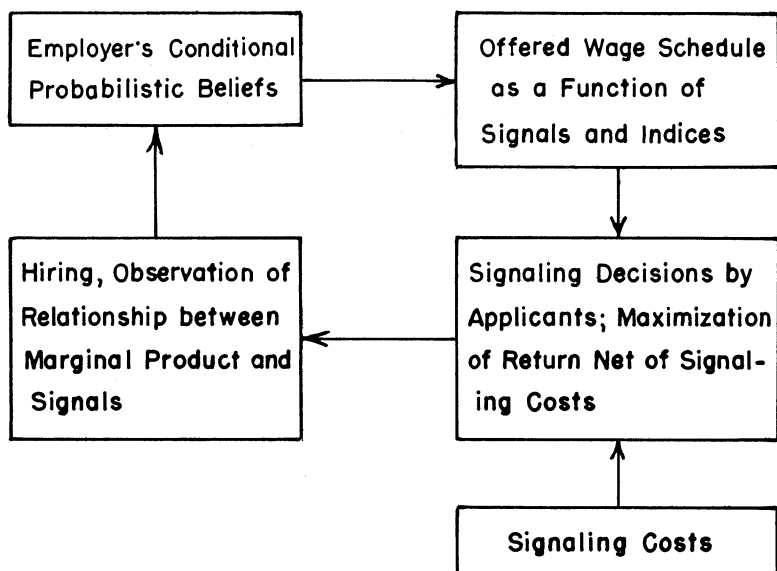 Employer's Conditional
Probabilistic Beliefs
Offered Wage Schedule
as a Function of
Signals and Indices
Hiring, Observation of
Relationship between
Marginal Product and
Signals
Signaling Decisions by
Applicants; Maximization
of Return Net of Signal-
ing Costs
Signaling Costs